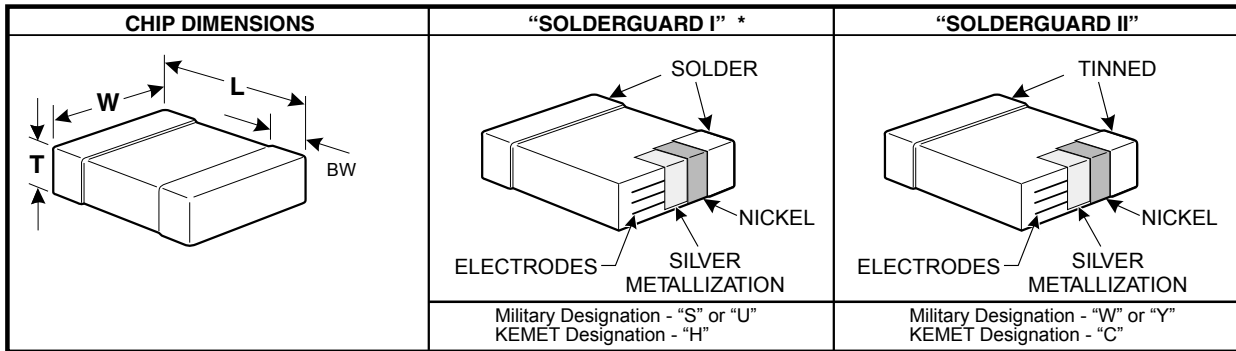 CHIP DIMENSIONS
W
L
T
BW
“SOLDERGUARD I” *
SOLDER
NICKEL
ELECTRODES
SILVER
METALLIZATION
Military Designation - “S” or “U”
KEMET Designation - “H”
“SOLDERGUARD II”
TINNED
NICKEL
ELECTRODES
SILVER
METALLIZATION
Military Designation - “W” or “Y”
KEMET Designation - “C”